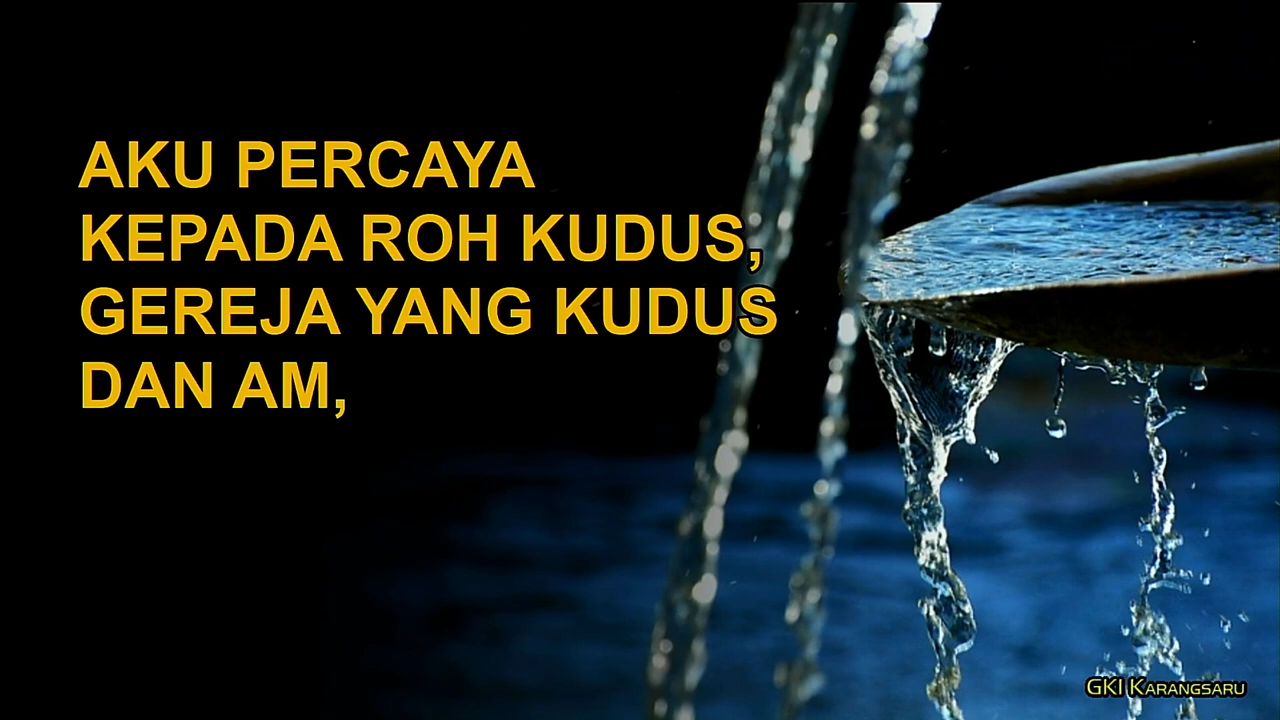 AKU PERCAYA
KEPADA ROH KUDUS,
GEREJA YANG KUDUS
DAN AM,
GKI KARANGSARU